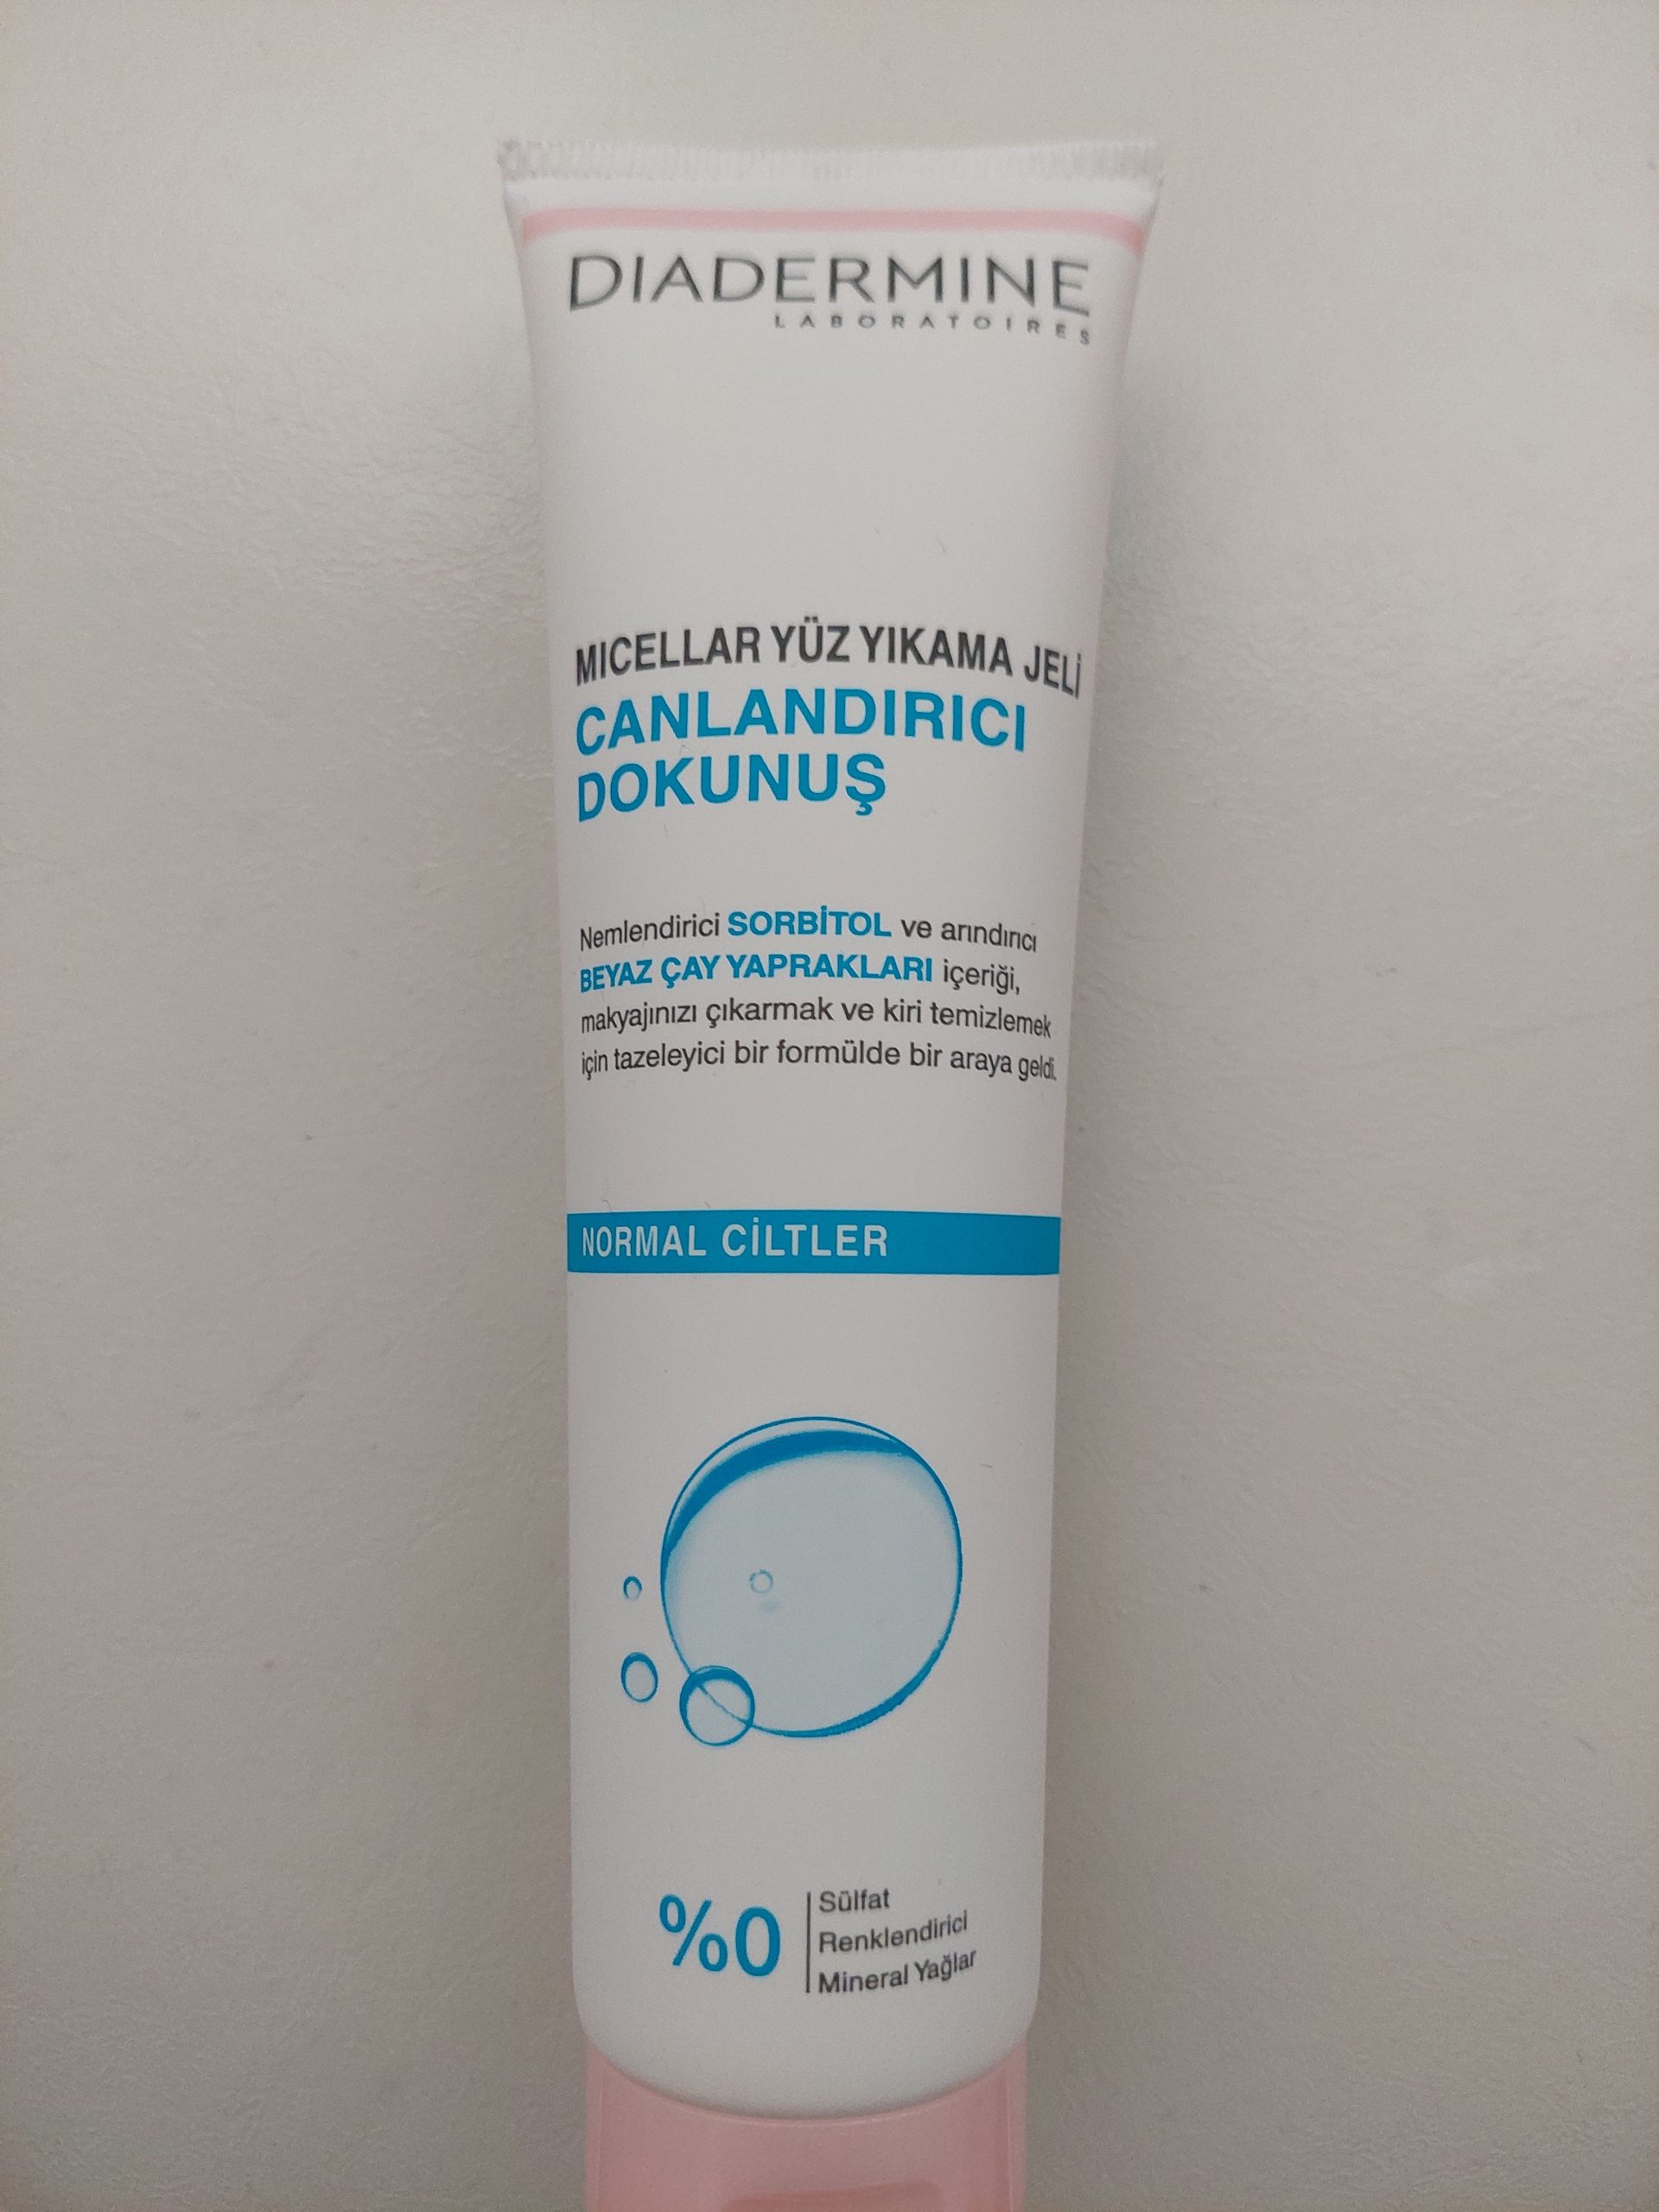 DIADERMINE
LABORATOIRES
MICELLAR YÜZ YIKAMA JELİ
CANLANDIRICI
DOKUNUŞ
Nemlendirici SORBİTOL ve arındırıcı
BEYAZ ÇAY YAPRAKLARI içeriği,
makyajınızı çıkarmak ve kiri temizlemek
için tazeleyici bir formülde bir araya geldi.
NORMAL CİLTLER
%0
Sülfat
Renklendirici
Mineral Yağlar